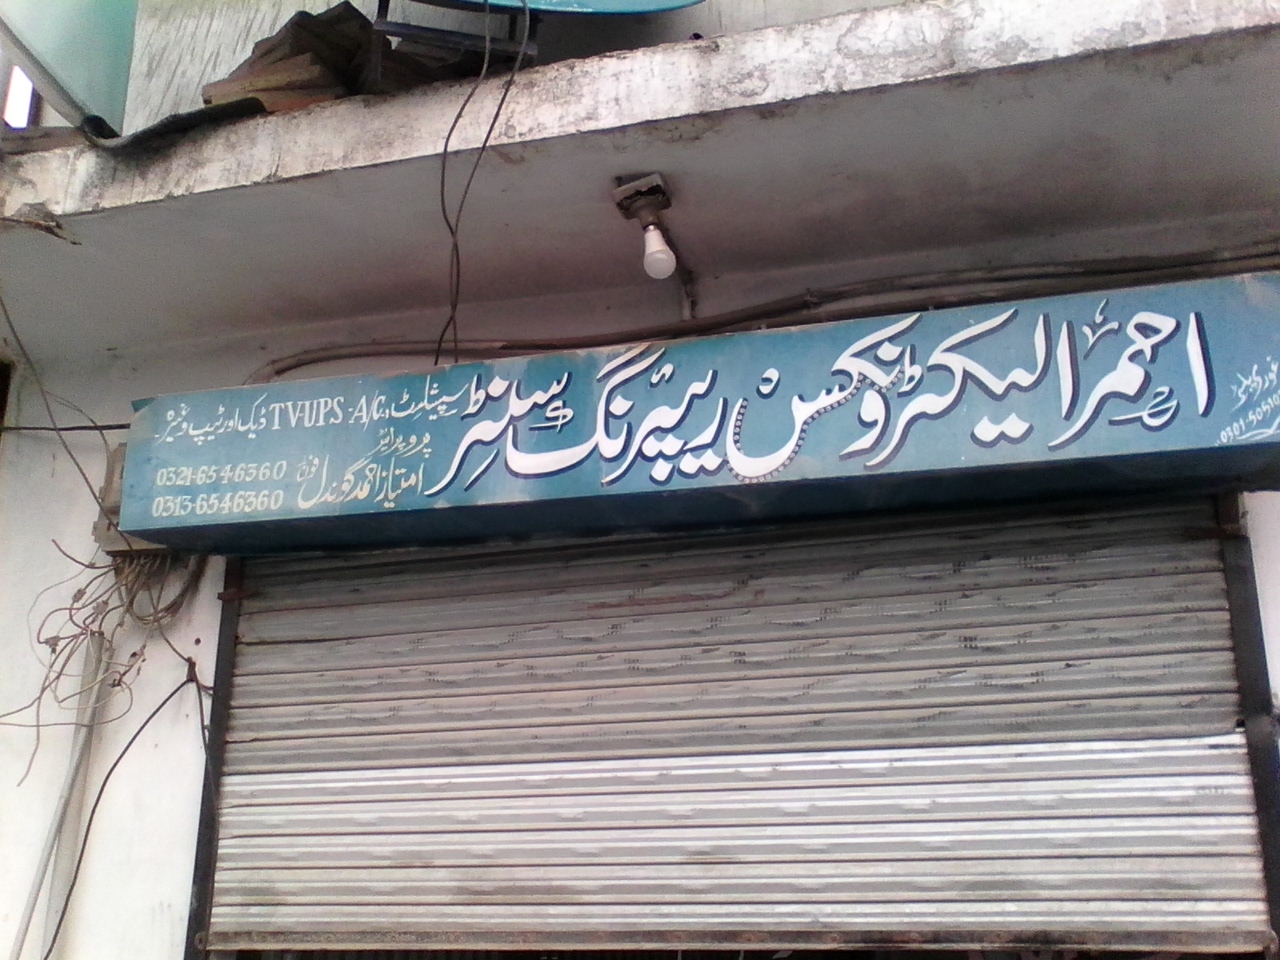 احمر الیکٹرونکس ریپئرنگ سنٹر
سپیشلسٹ TV-UPS-A/C، ڈیک اور ٹیپ وغیرہ
پروپرائیٹر
امتیاز احمد گوندل فون
0321-6546360
0313-6546360